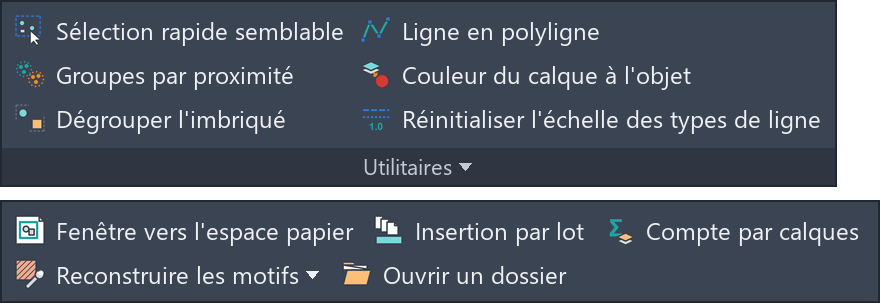 Sélection rapide semblable Ligne en polyligne
Groupes par proximité Couleur du calque à l'objet
Dégrouper l'imbriqué 1.0 Réinitialiser l'échelle des types de ligne
Utilitaires
Fenêtre vers l'espace papier Insertion par lot Compte par calques
Reconstruire les motifs Ouvrir un dossier